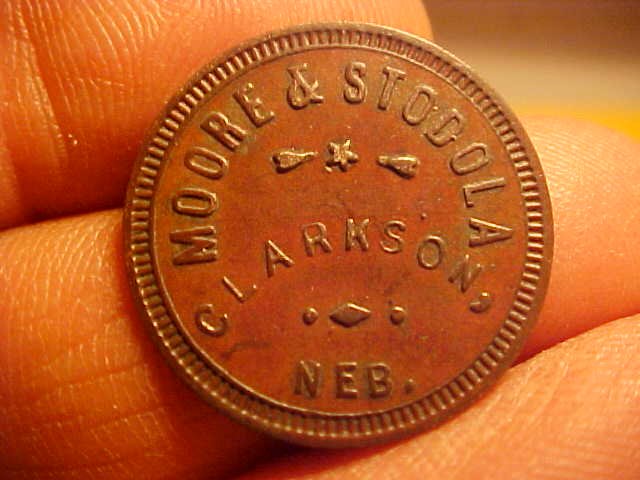 MOORE & STODOLA
CLARKSON,
NEB.